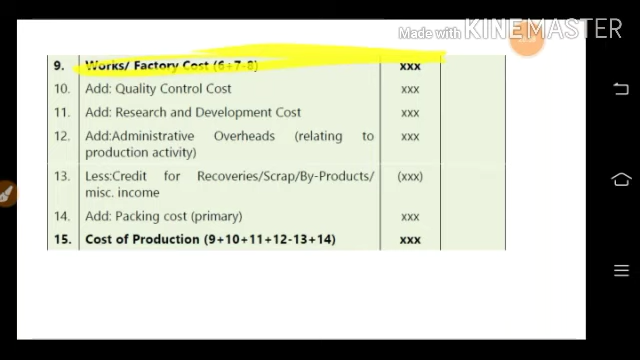 Made with KINEMASTER
9. Works/ Factory Cost (6+7-8) xxx
10. Add: Quality Control Cost xxx
11. Add: Research and Development Cost xxx
12. Add:Administrative Overheads (relating to xxx
production activity)
13. Less:Credit for Recoveries/Scrap/By-Products/ (xxx)
misc. income
14. Add: Packing cost (primary) xxx
15. Cost of Production (9+10+11+12-13+14) xxx